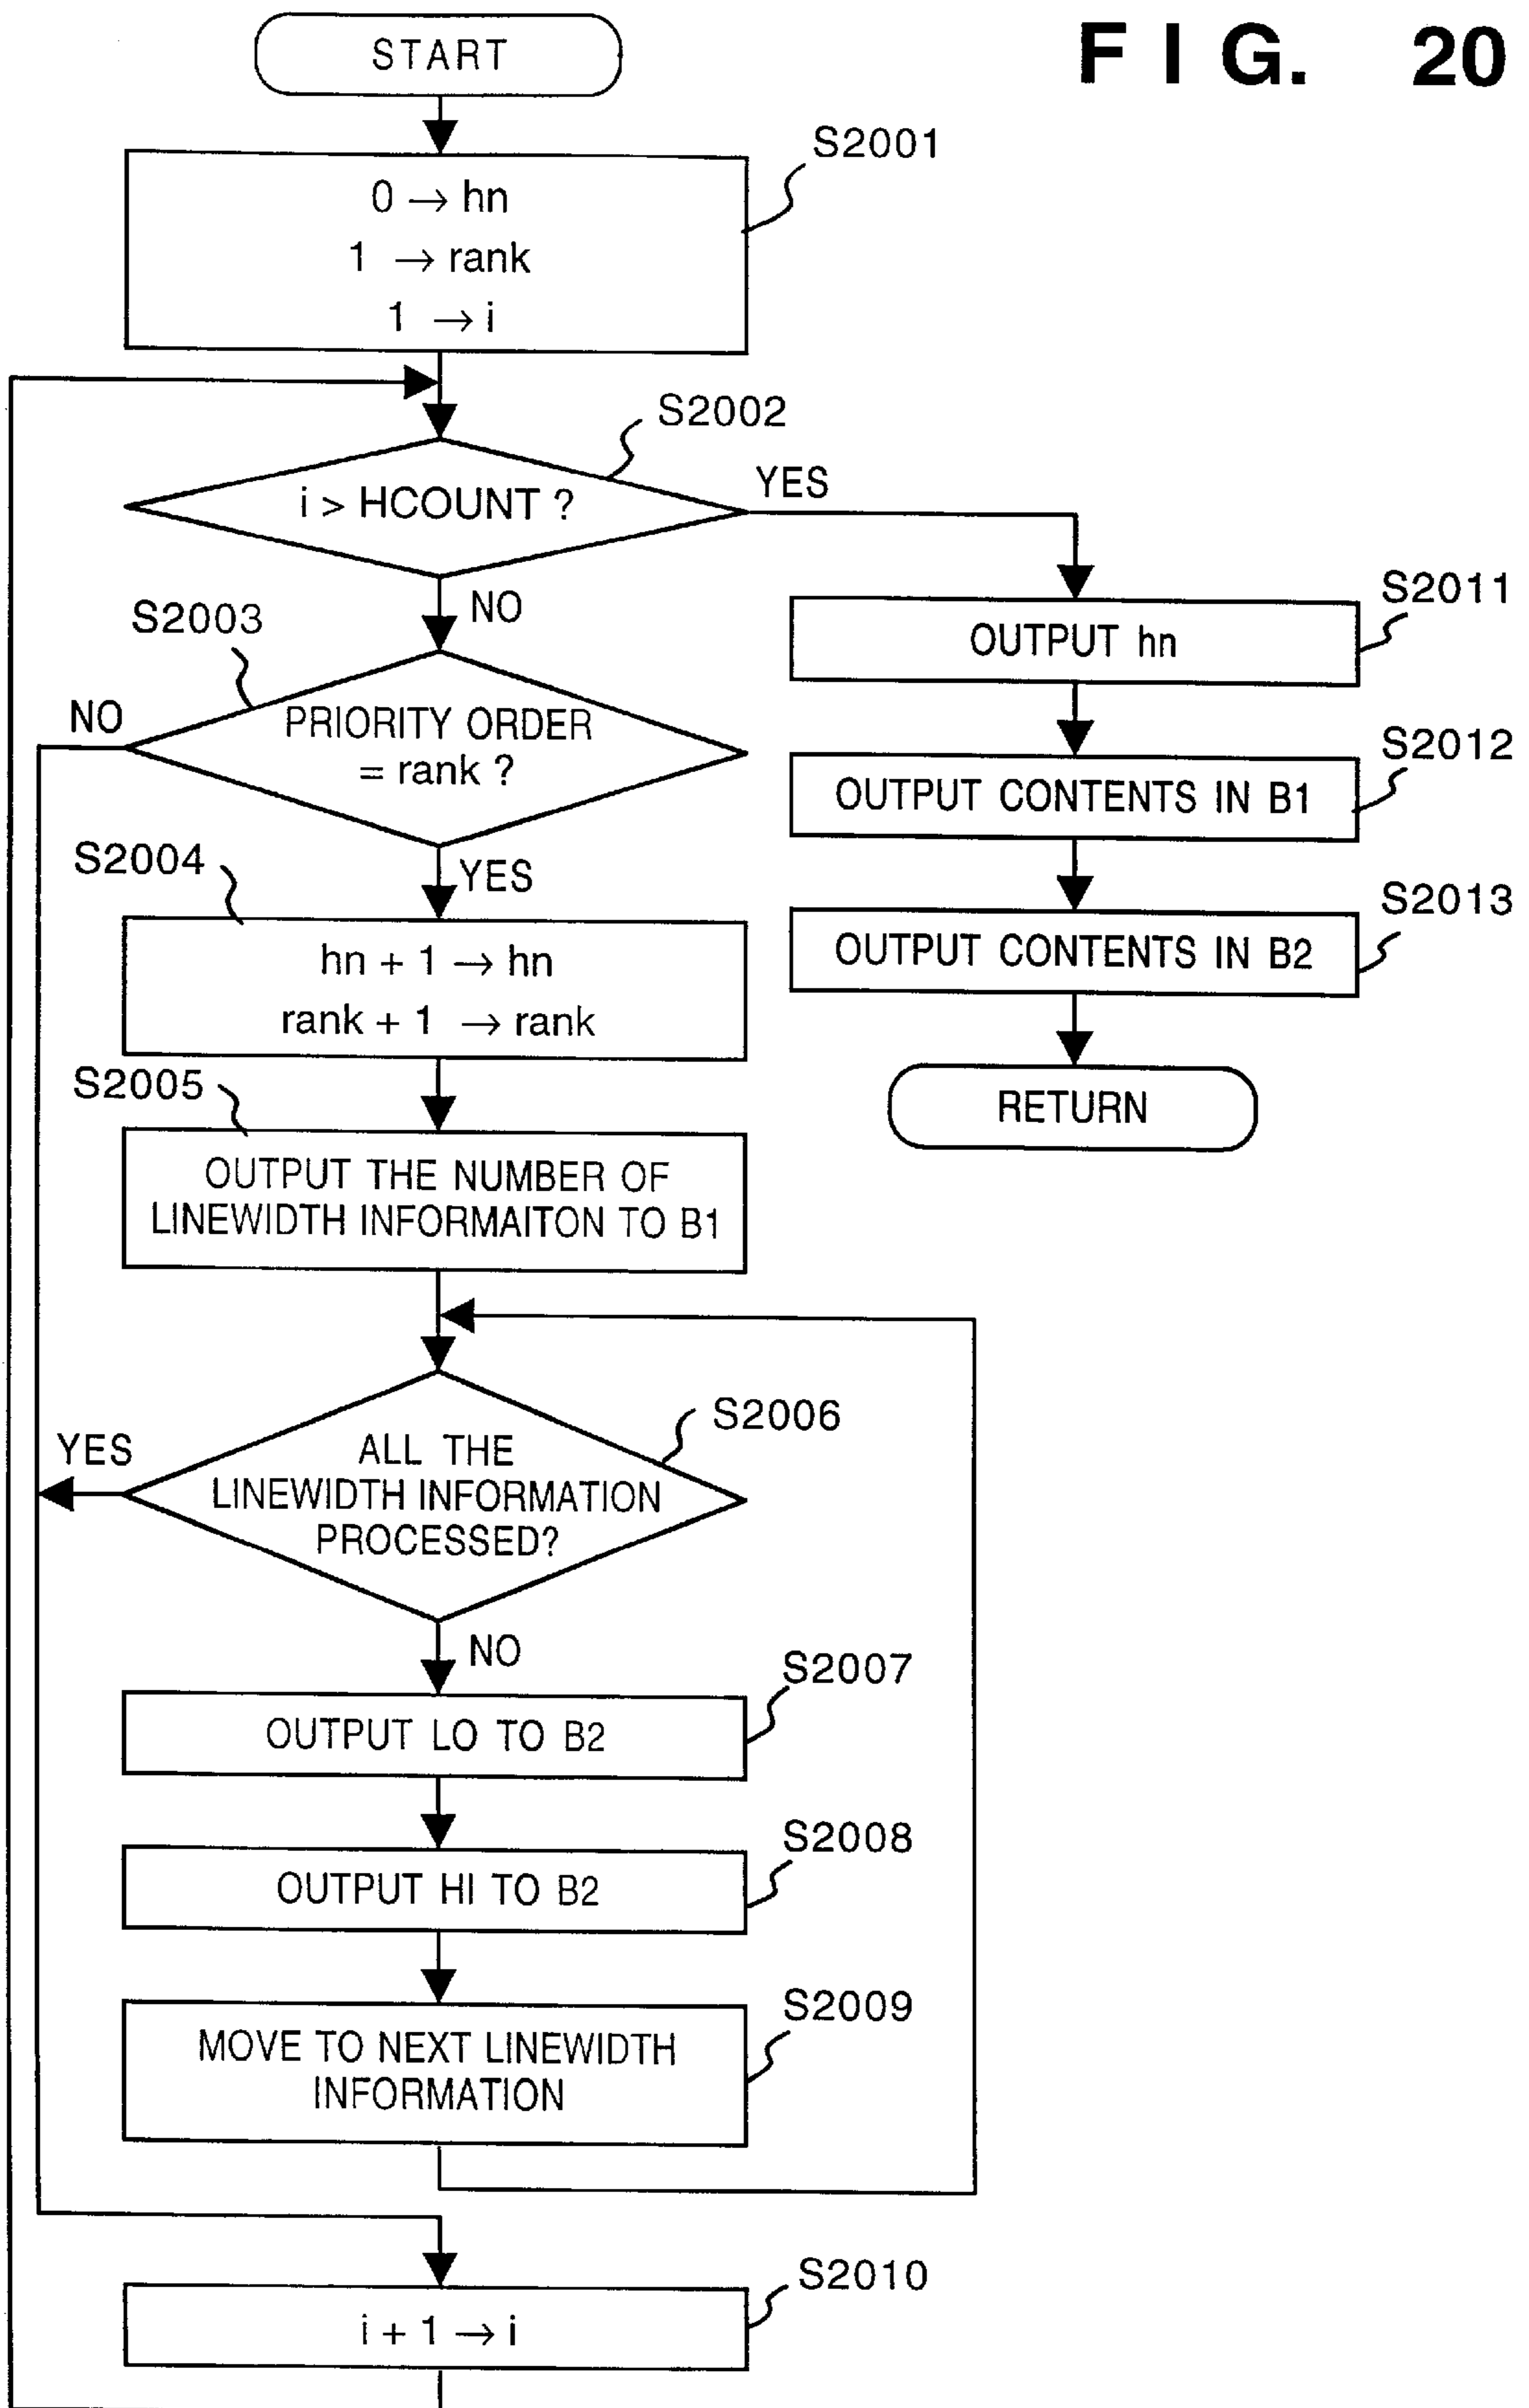 FIG. 20
START
S2001
0 → hn
1 → rank
1 → i
S2002
i > HCOUNT ?
YES
NO
S2003
PRIORITY ORDER
= rank ?
NO
YES
S2004
hn + 1 → hn
rank + 1 → rank
S2005
OUTPUT THE NUMBER OF
LINEWIDTH INFORMAITON TO B1
S2006
ALL THE
LINEWIDTH INFORMATION
PROCESSED?
YES
NO
S2007
OUTPUT LO TO B2
S2008
OUTPUT HI TO B2
S2009
MOVE TO NEXT LINEWIDTH
INFORMATION
S2010
i + 1 → i
S2011
OUTPUT hn
S2012
OUTPUT CONTENTS IN B1
S2013
OUTPUT CONTENTS IN B2
RETURN